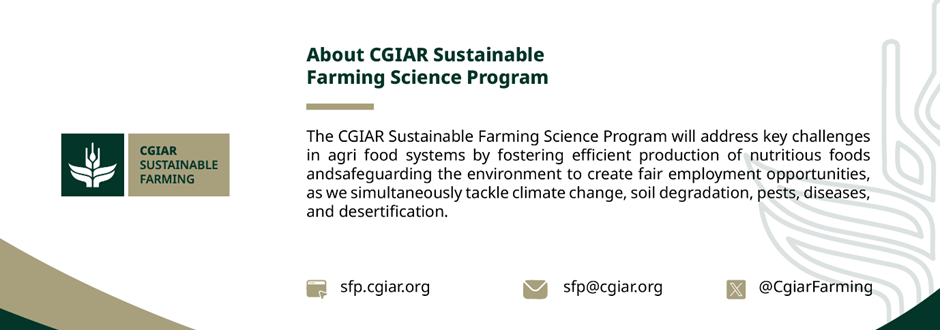 About CGIAR Sustainable
Farming Science Program
CGIAR
SUSTAINABLE
FARMING
The CGIAR Sustainable Farming Science Program will address key challenges
in agri food systems by fostering efficient production of nutritious foods
andsafeguarding the environment to create fair employment opportunities,
as we simultaneously tackle climate change, soil degradation, pests, diseases,
and desertification.
sfp.cgiar.org
sfp@cgiar.org
@CgiarFarming